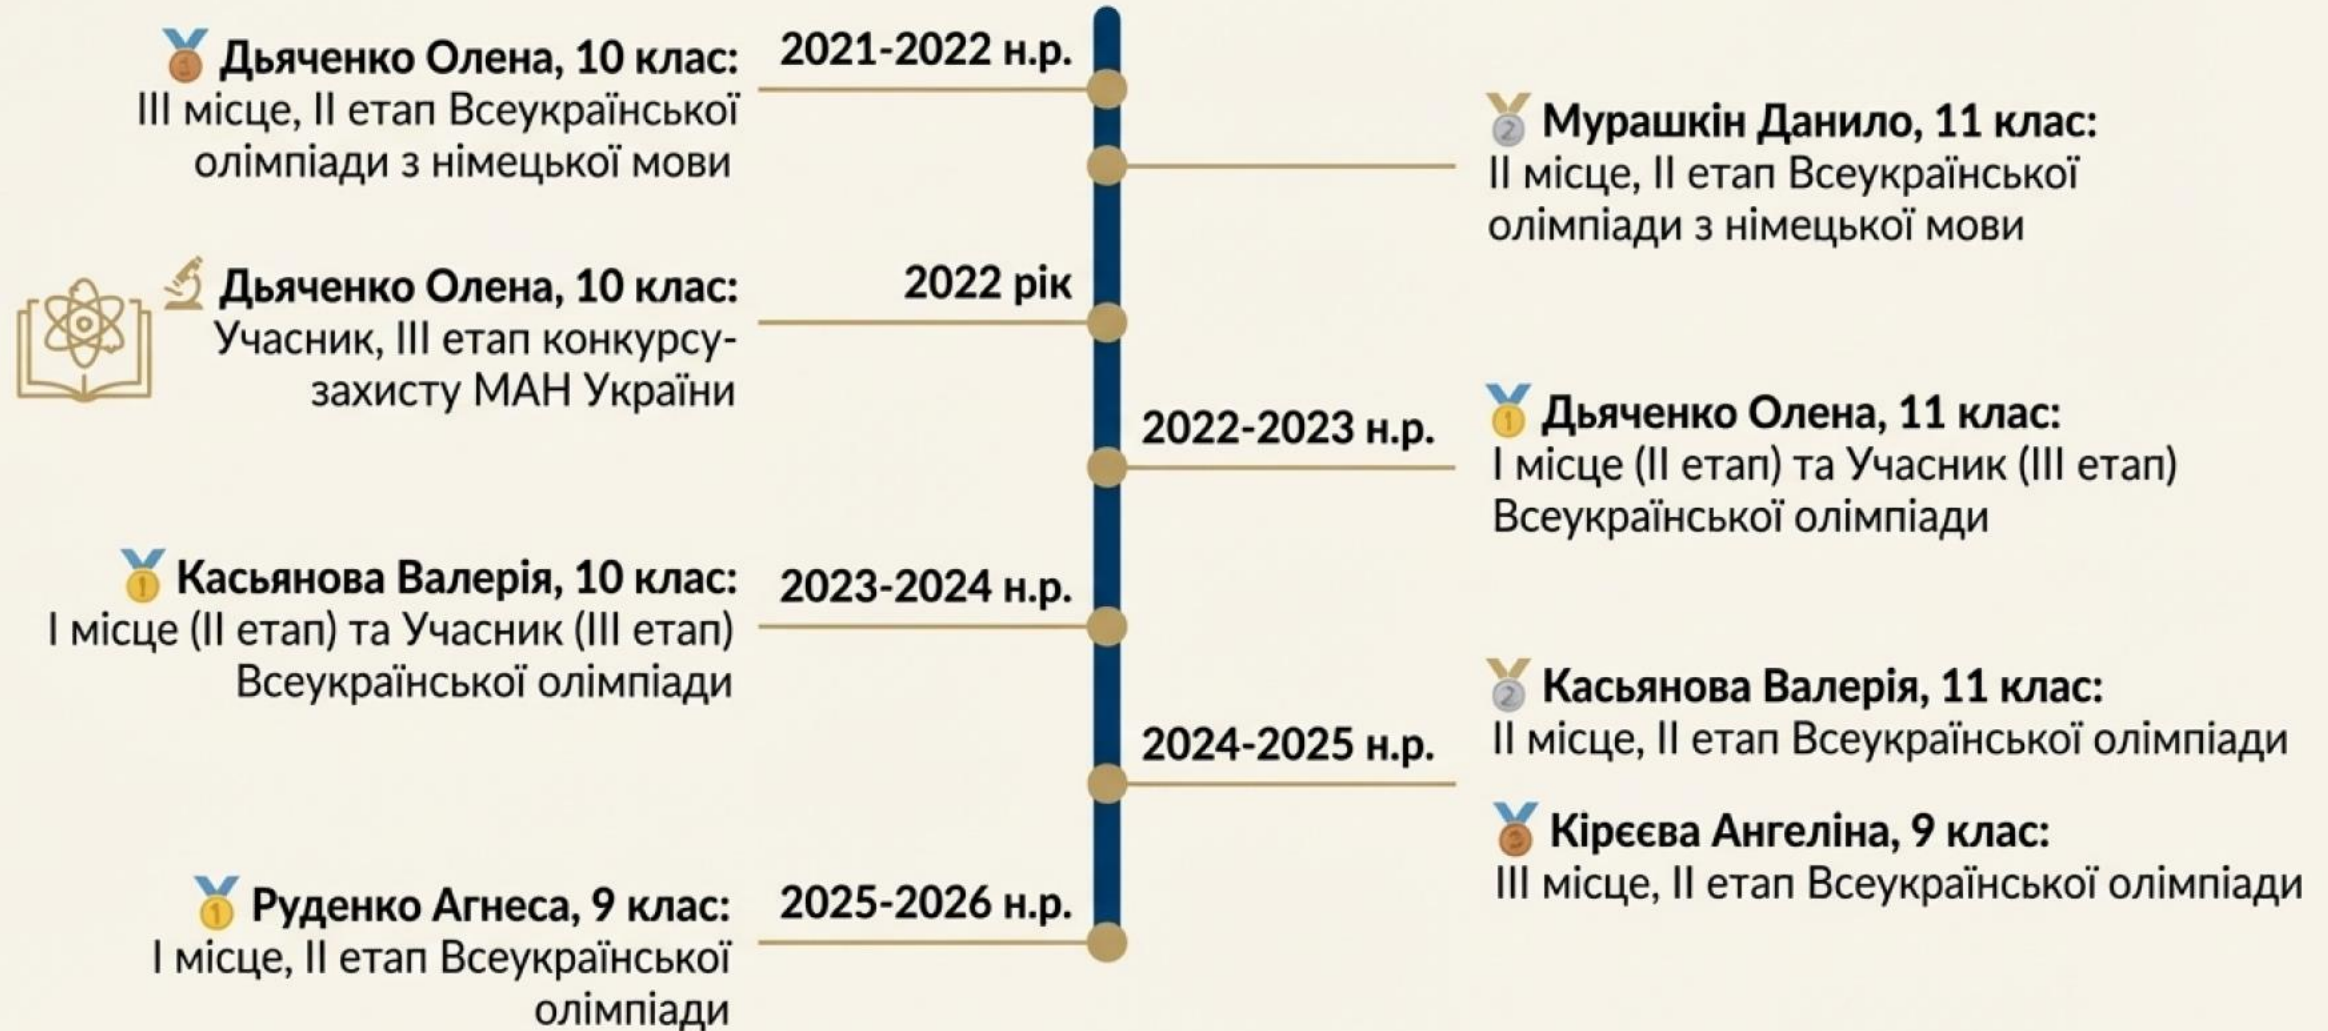 2021-2022 н.р.
Дьяченко Олена, 10 клас:
III місце, II етап Всеукраїнської
олімпіади з німецької мови
Мурашкін Данило, 11 клас:
II місце, II етап Всеукраїнської
олімпіади з німецької мови
2022 рік
Дьяченко Олена, 10 клас:
Учасник, III етап конкурсу-
захисту МАН України
2022-2023 н.р.
Дьяченко Олена, 11 клас:
I місце (II етап) та Учасник (III етап)
Всеукраїнської олімпіади
2023-2024 н.р.
Касьянова Валерія, 10 клас:
I місце (II етап) та Учасник (III етап)
Всеукраїнської олімпіади
2024-2025 н.р.
Касьянова Валерія, 11 клас:
II місце, II етап Всеукраїнської олімпіади
Кірєєва Ангеліна, 9 клас:
III місце, II етап Всеукраїнської олімпіади
2025-2026 н.р.
Руденко Агнеса, 9 клас:
I місце, II етап Всеукраїнської
олімпіади